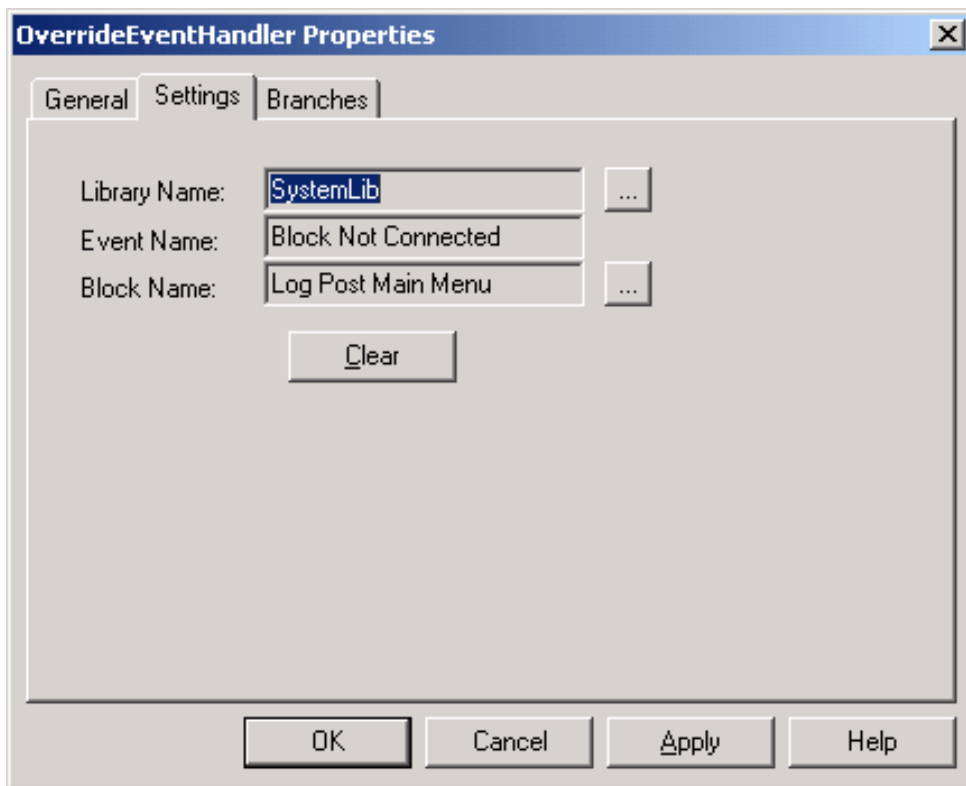 OverrideEventHandler Properties
General Settings Branches
Library Name: SystemLib ...
Event Name: Block Not Connected
Block Name: Log Post Main Menu ...
Clear
OK Cancel Apply Help